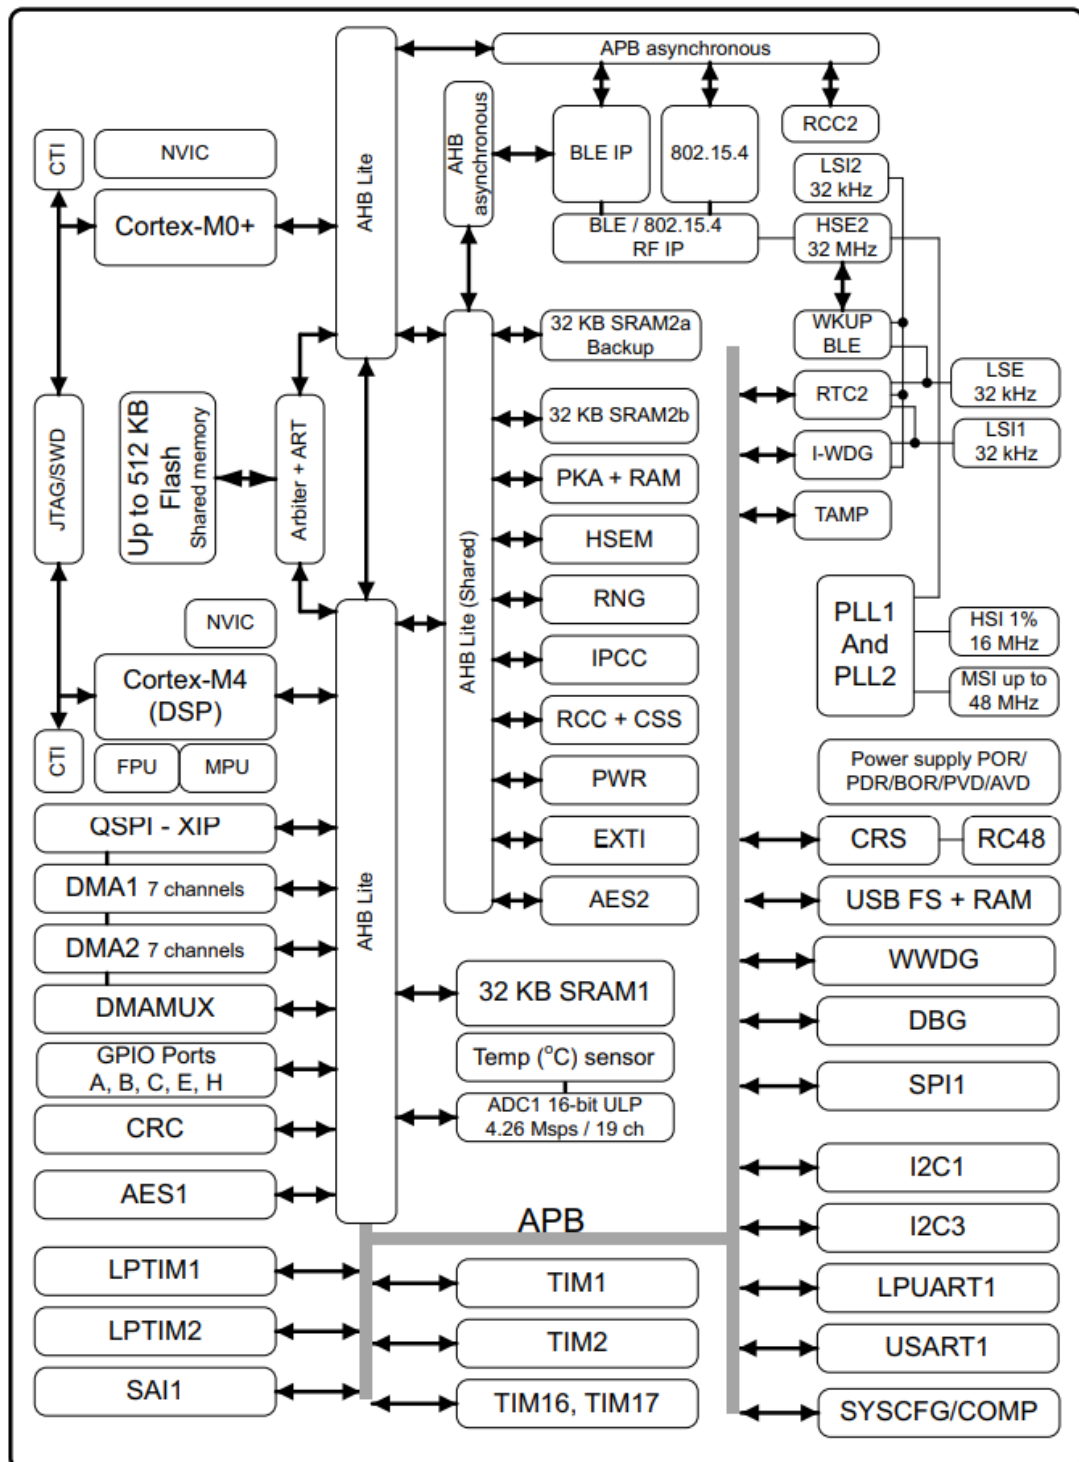 APB asynchronous
AHB Lite
AHB
asynchronous
CTI
NVIC
BLE IP
802.15.4
RCC2
LSI2
32 kHz
Cortex-M0+
BLE / 802.15.4
RF IP
HSE2
32 MHz
32 KB SRAM2a
Backup
WKUP
BLE
LSE
32 kHz
RTC2
32 KB SRAM2b
LSI1
32 kHz
I-WDG
JTAG/SWD
Up to 512 KB
Flash
Shared memory
Arbiter + ART
PKA + RAM
TAMP
HSEM
AHB Lite (Shared)
RNG
PLL1
And
PLL2
HSI 1%
16 MHz
NVIC
IPCC
MSI up to
48 MHz
Cortex-M4
(DSP)
RCC + CSS
CTI
FPU
MPU
PWR
Power supply POR/
PDR/BOR/PVD/AVD
QSPI - XIP
EXTI
CRS
RC48
DMA1 7 channels
AHB Lite
AES2
USB FS + RAM
DMA2 7 channels
WWDG
DMAMUX
32 KB SRAM1
DBG
GPIO Ports
A, B, C, E, H
Temp (°C) sensor
SPI1
CRC
ADC1 16-bit ULP
4.26 Msps / 19 ch
AES1
I2C1
APB
I2C3
LPTIM1
TIM1
LPUART1
LPTIM2
TIM2
USART1
SAI1
TIM16, TIM17
SYSCFG/COMP